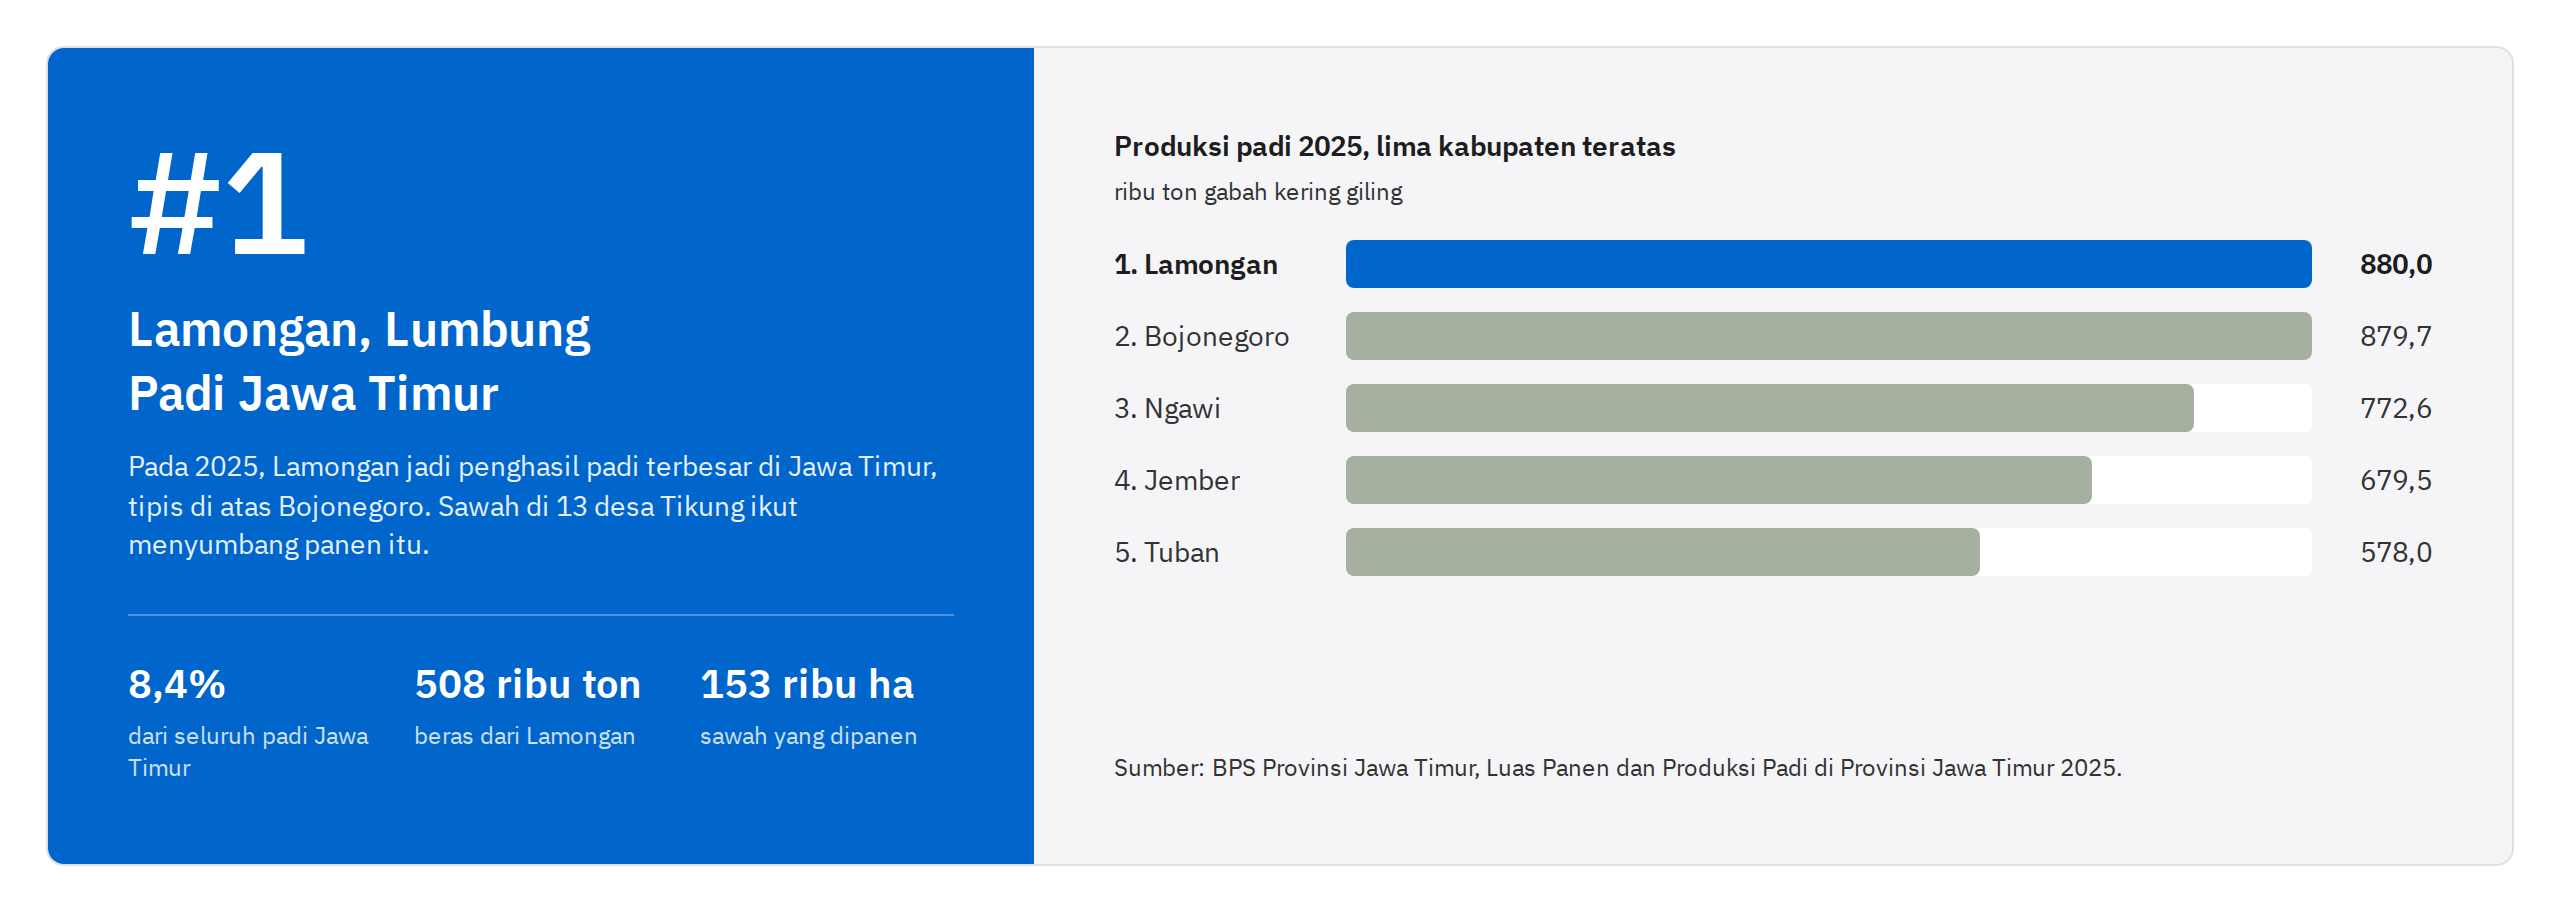 #1
Lamongan, Lumbung
Padi Jawa Timur
Pada 2025, Lamongan jadi penghasil padi terbesar di Jawa Timur,
tipis di atas Bojonegoro. Sawah di 13 desa Tikung ikut
menyumbang panen itu.
8,4%
dari seluruh padi Jawa
Timur
508 ribu ton
beras dari Lamongan
153 ribu ha
sawah yang dipanen
Produksi padi 2025, lima kabupaten teratas
ribu ton gabah kering giling
1. Lamongan 880,0
2. Bojonegoro 879,7
3. Ngawi 772,6
4. Jember 679,5
5. Tuban 578,0
Sumber: BPS Provinsi Jawa Timur, Luas Panen dan Produksi Padi di Provinsi Jawa Timur 2025.